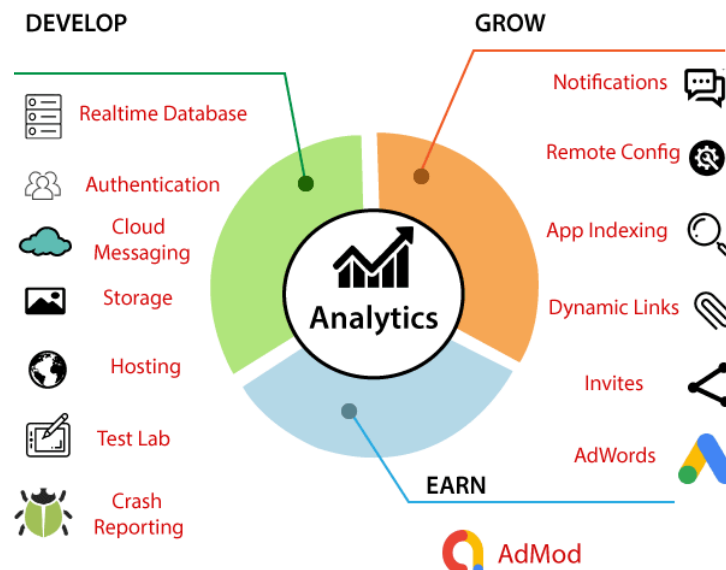 DEVELOP
Realtime Database
Authentication
Cloud
Messaging
Storage
Hosting
Test Lab
Crash
Reporting
Analytics
GROW
Notifications
Remote Config
App Indexing
Dynamic Links
Invites
AdWords
EARN
AdMod